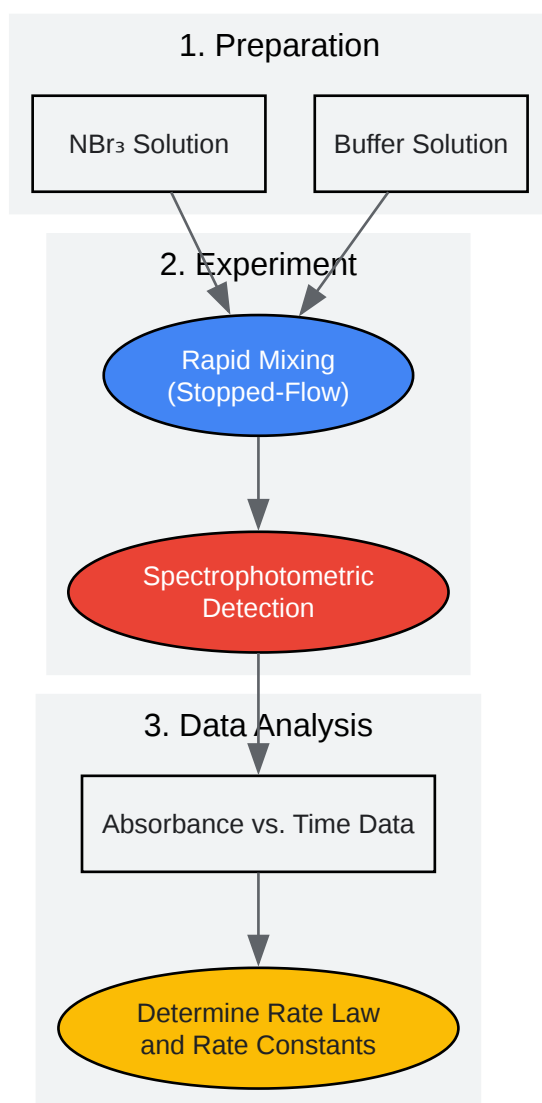 1. Preparation
NBr₃ Solution
Buffer Solution
2. Experiment
Rapid Mixing
(Stopped-Flow)
Spectrophotometric
Detection
3. Data Analysis
Absorbance vs. Time Data
Determine Rate Law
and Rate Constants